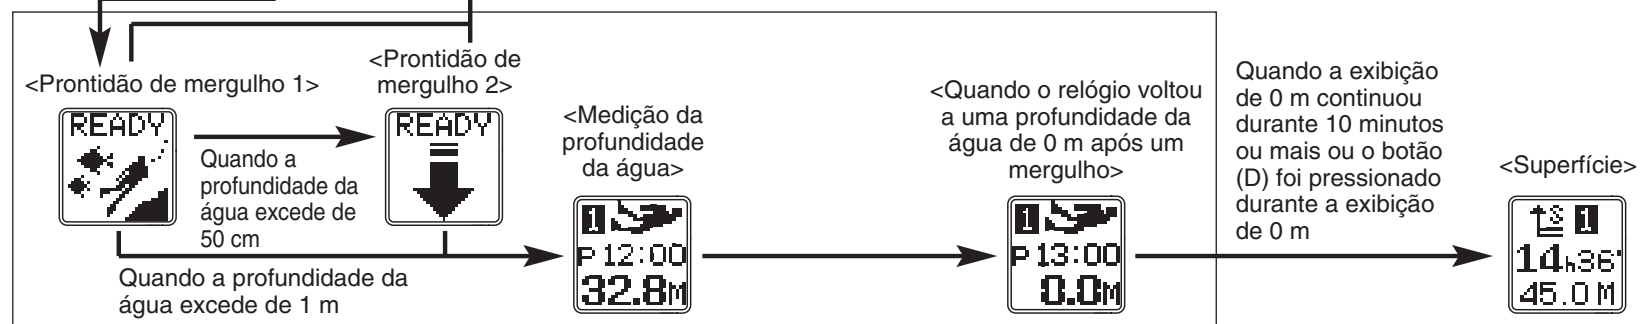 <Prontidão de mergulho 1>
READY
Quando a
profundidade da
água excede de
50 cm
<Prontidão de
mergulho 2>
READY
Quando a profundidade da
água excede de 1 m
<Medição da
profundidade
da água>
1
P 12:00
32.8M
<Quando o relógio voltou
a uma profundidade da
água de 0 m após um
mergulho>
1
P 13:00
0.0M
Quando a exibição
de 0 m continuou
durante 10 minutos
ou mais ou o botão
(D) foi pressionado
durante a exibição
de 0 m
<Superfície>
S 1
14h36'
45.0 M